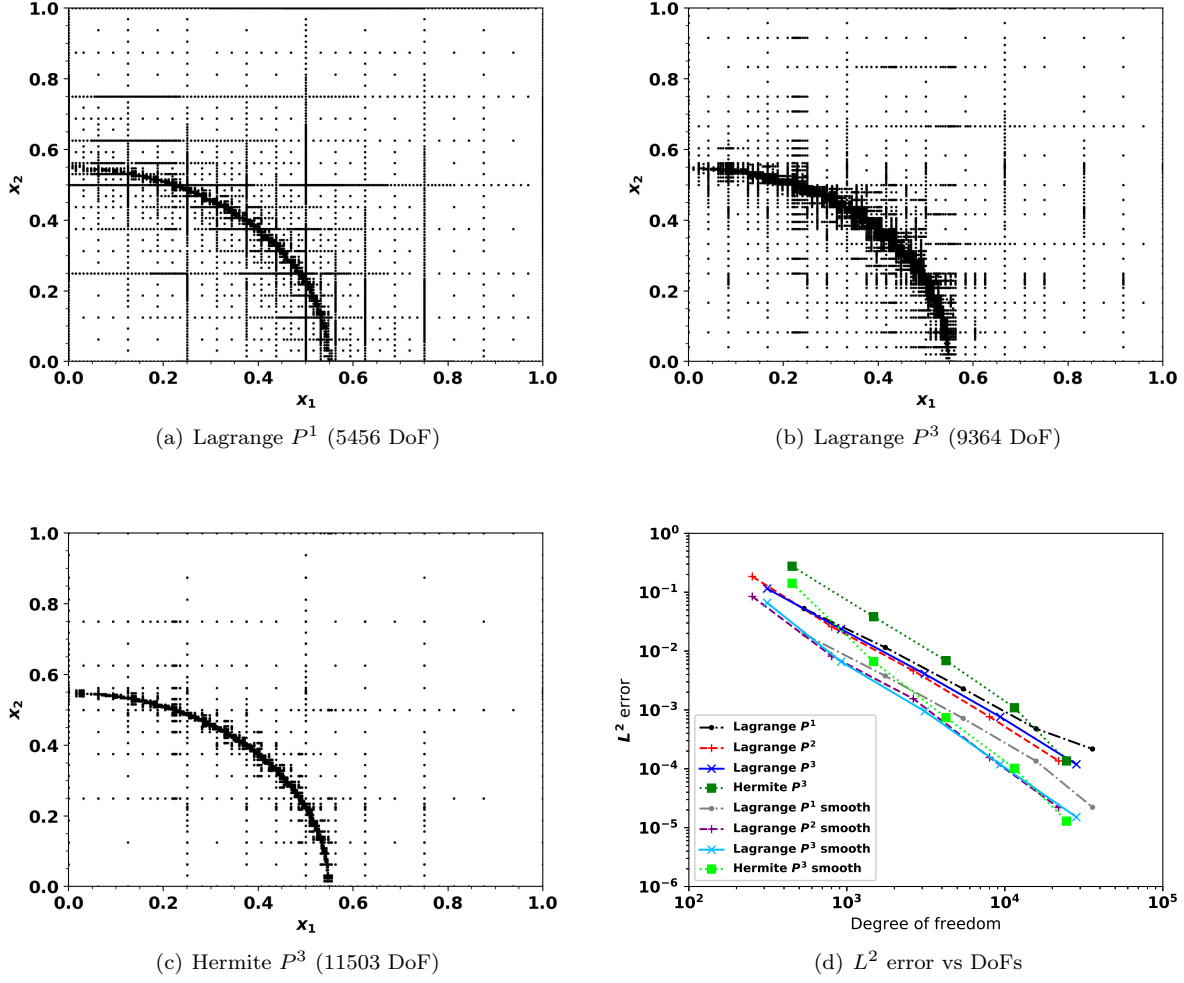 1.0
0.8
0.6
0.4
0.2
0.0
x₂
0.0 0.2 0.4 0.6 0.8 1.0
x₁
(a) Lagrange P¹ (5456 DoF)
1.0
0.8
0.6
0.4
0.2
0.0
x₂
0.0 0.2 0.4 0.6 0.8 1.0
x₁
(b) Lagrange P³ (9364 DoF)
1.0
0.8
0.6
0.4
0.2
0.0
x₂
0.0 0.2 0.4 0.6 0.8 1.0
x₁
(c) Hermite P³ (11503 DoF)
10⁰
10⁻¹
10⁻²
10⁻³
10⁻⁴
10⁻⁵
10⁻⁶
L² error
Lagrange P¹
Lagrange P²
Lagrange P³
Hermite P³
Lagrange P¹ smooth
Lagrange P² smooth
Lagrange P³ smooth
Hermite P³ smooth
10² 10³ 10⁴ 10⁵
Degree of freedom
(d) L² error vs DoFs